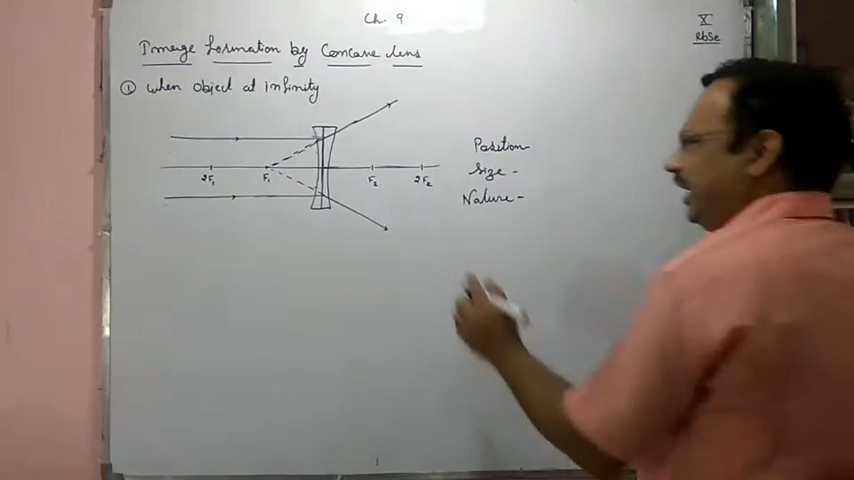 Ch. 9
X
RBSE
Image formation by Concave lens
① when object at infinity
2F₁ F₁ F₂ 2F₂
Position -
Size -
Nature -